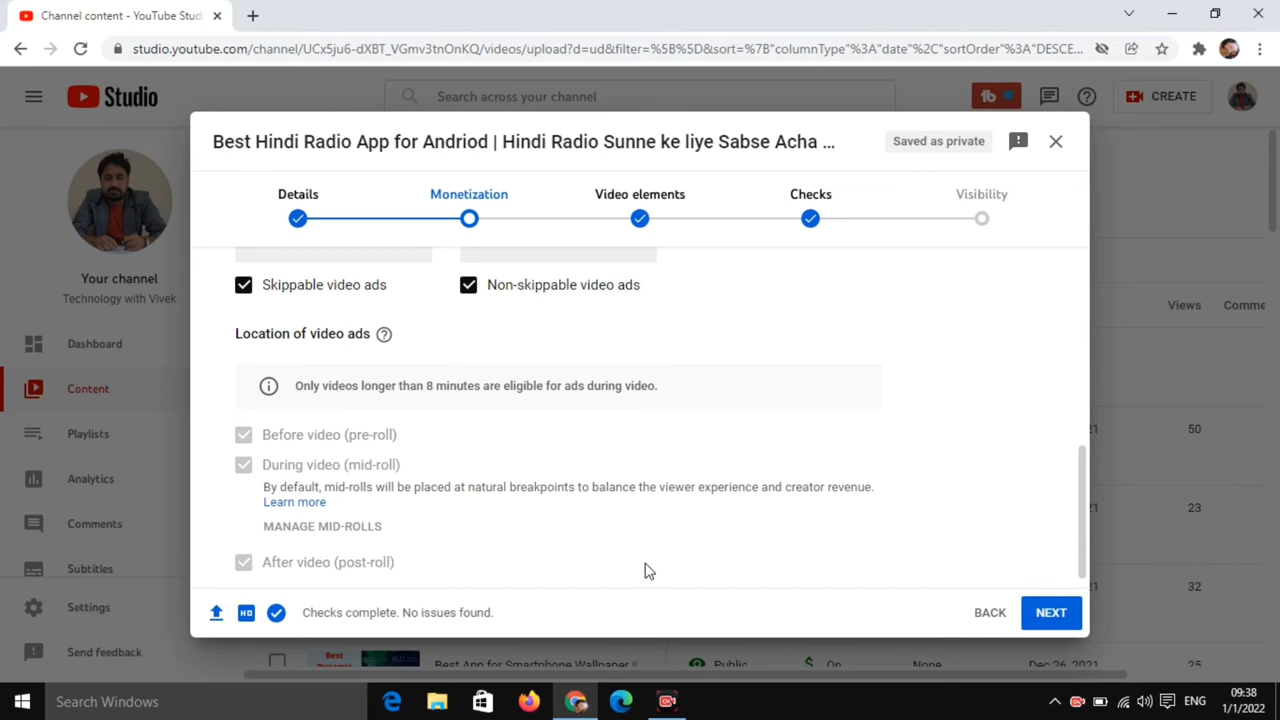 Channel content - YouTube Studi
studio.youtube.com/channel/UCx5ju6-dXBT_VGmv3tnOnKQ/videos/upload?d=ud&filter=%5B%5D&sort=%7B"columnType"%3A"date"%2C"sortOrder"%3A"DESCE...
Studio
Search across your channel
tb
CREATE
Best Hindi Radio App for Andriod | Hindi Radio Sunne ke liye Sabse Acha ...
Saved as private
Details
Monetization
Video elements
Checks
Visibility
Your channel
Technology with Vivek
Dashboard
Content
Playlists
Analytics
Comments
Subtitles
Settings
Send feedback
Skippable video ads
Non-skippable video ads
Location of video ads
Only videos longer than 8 minutes are eligible for ads during video.
Before video (pre-roll)
During video (mid-roll)
By default, mid-rolls will be placed at natural breakpoints to balance the viewer experience and creator revenue.
Learn more
MANAGE MID-ROLLS
After video (post-roll)
HD
Checks complete. No issues found.
BACK
NEXT
Views
Comme
21 50
21 23
21 32
Best
Best App for Smartphone Wallpaper ||
Public
On
None
Dec 26, 2021
25
Search Windows
ENG
09:38
1/1/2022